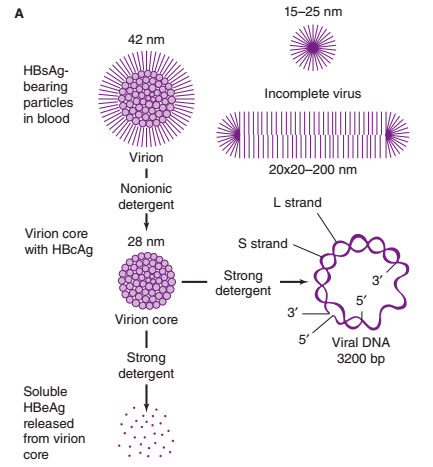 A
15–25 nm
42 nm
HBsAg-
bearing
particles
in blood
Incomplete virus
Virion
20x20–200 nm
Nonionic
detergent
L strand
Virion core
with HBcAg
28 nm
S strand
Strong
detergent
3′
5′
3′
5′
Virion core
Viral DNA
3200 bp
Strong
detergent
Soluble
HBeAg
released
from virion
core